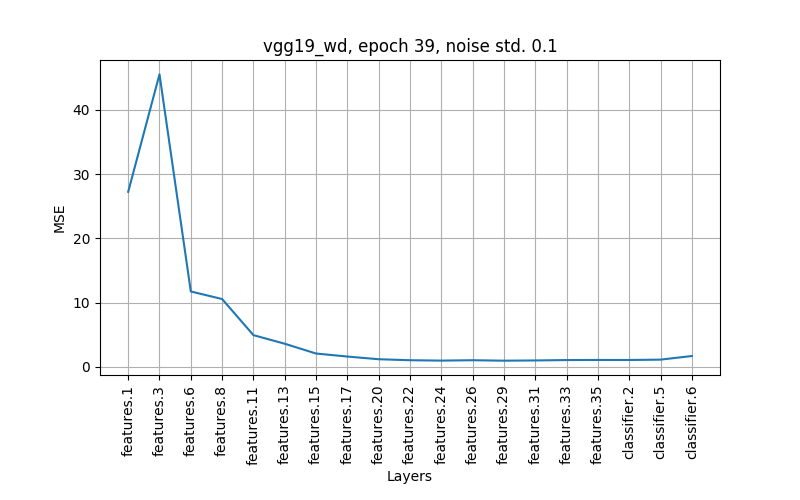 vgg19_wd, epoch 39, noise std. 0.1
MSE
40
30
20
10
0
features.1
features.3
features.6
features.8
features.11
features.13
features.15
features.17
features.20
features.22
features.24
features.26
features.29
features.31
features.33
features.35
classifier.2
classifier.5
classifier.6
Layers